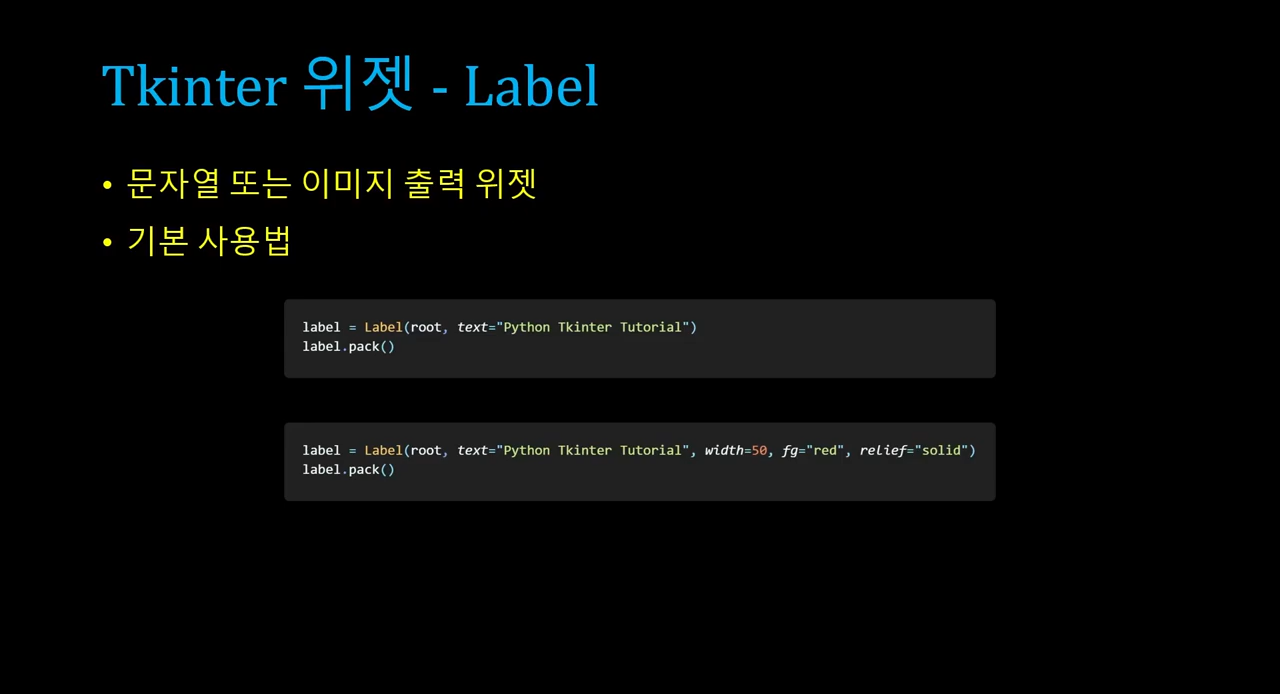 Tkinter 위젯 - Label
• 문자열 또는 이미지 출력 위젯
• 기본 사용법
label = Label(root, text="Python Tkinter Tutorial")
label.pack()
label = Label(root, text="Python Tkinter Tutorial", width=50, fg="red", relief="solid")
label.pack()